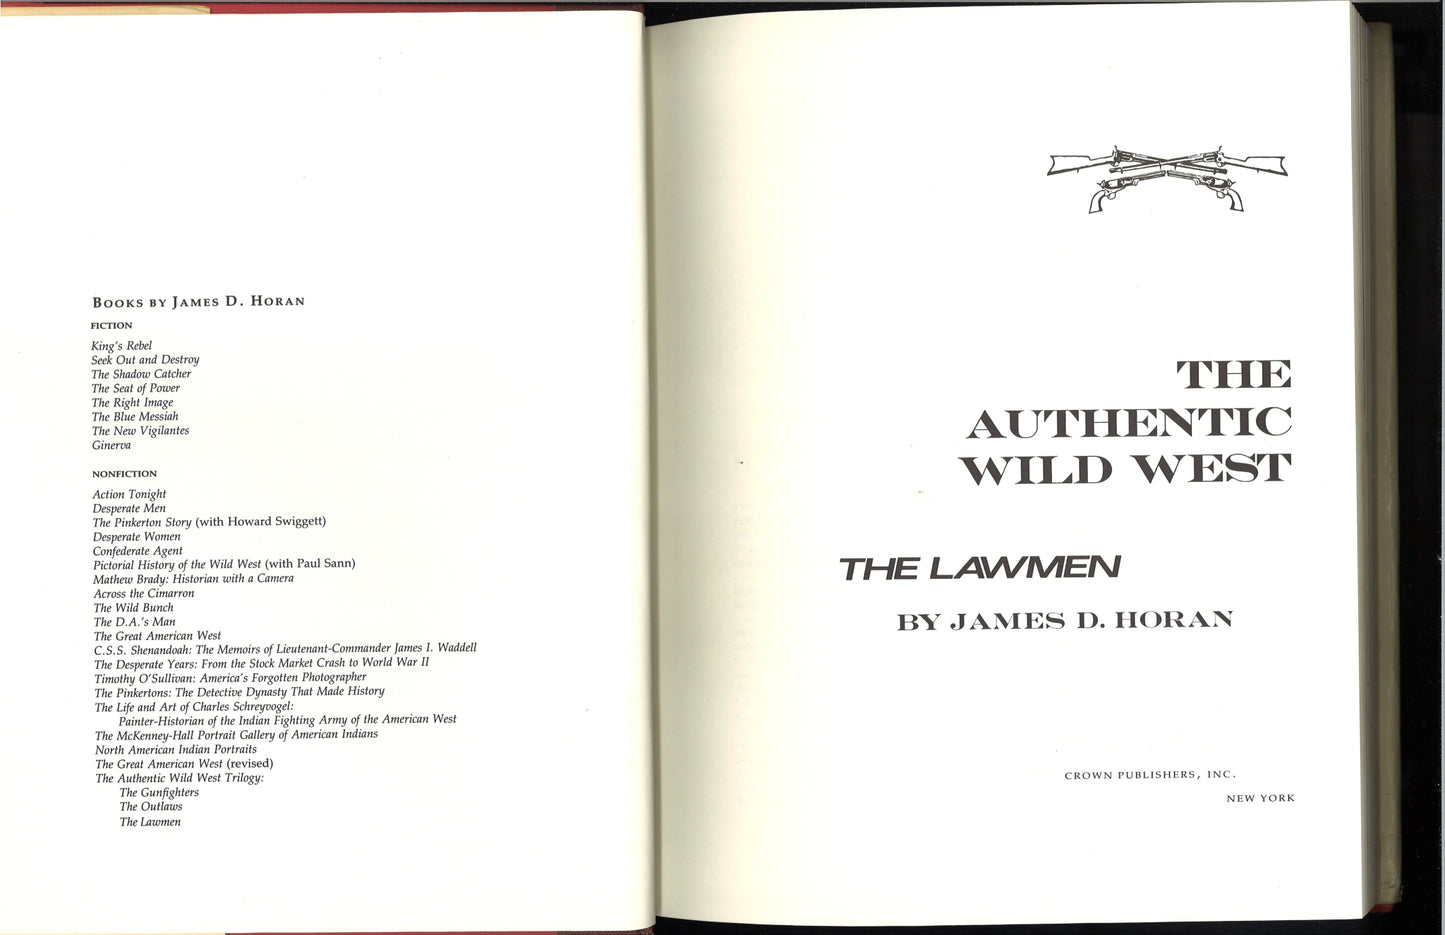 BOOKS BY JAMES D. HORAN
FICTION
King's Rebel
Seek Out and Destroy
The Shadow Catcher
The Seat of Power
The Right Image
The Blue Messiah
The New Vigilantes
Ginerva
NONFICTION
Action Tonight
Desperate Men
The Pinkerton Story (with Howard Swiggett)
Desperate Women
Confederate Agent
Pictorial History of the Wild West (with Paul Sann)
Mathew Brady: Historian with a Camera
Across the Cimarron
The Wild Bunch
The D.A.'s Man
The Great American West
C.S.S. Shenandoah: The Memoirs of Lieutenant-Commander James I. Waddell
The Desperate Years: From the Stock Market Crash to World War II
Timothy O'Sullivan: America's Forgotten Photographer
The Pinkertons: The Detective Dynasty That Made History
The Life and Art of Charles Schreyvogel:
Painter-Historian of the Indian Fighting Army of the American West
The McKenney-Hall Portrait Gallery of American Indians
North American Indian Portraits
The Great American West (revised)
The Authentic Wild West Trilogy:
The Gunfighters
The Outlaws
The Lawmen
THE
AUTHENTIC
WILD WEST
THE LAWMEN
BY JAMES D. HORAN
CROWN PUBLISHERS, INC.
NEW YORK